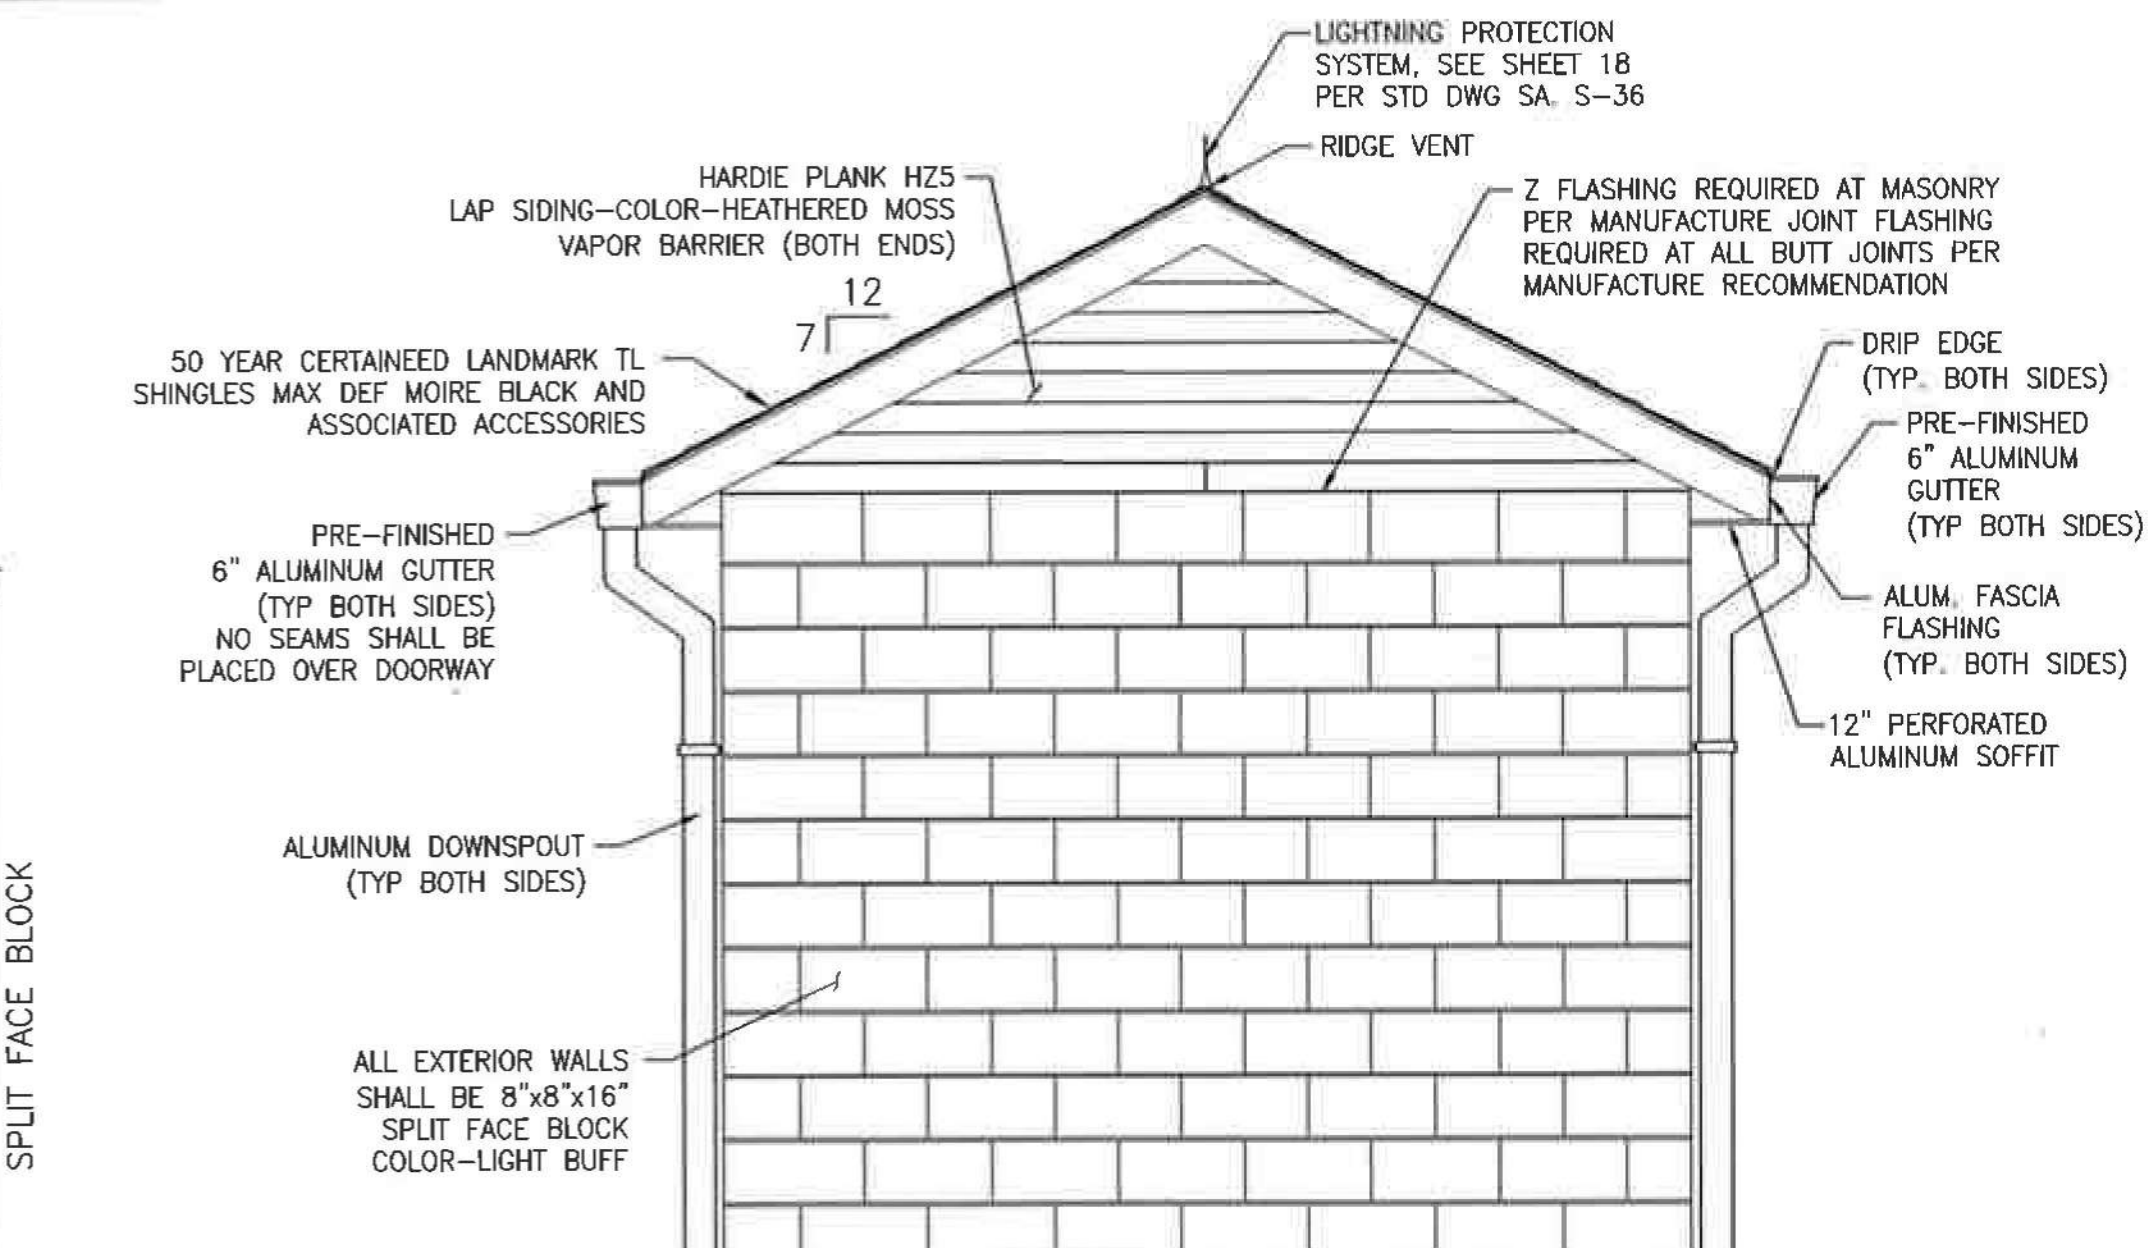 LIGHTNING PROTECTION
SYSTEM, SEE SHEET 18
PER STD DWG SA. S-36
RIDGE VENT
HARDIE PLANK HZ5
LAP SIDING-COLOR-HEATHERED MOSS
VAPOR BARRIER (BOTH ENDS)
Z FLASHING REQUIRED AT MASONRY
PER MANUFACTURE JOINT FLASHING
REQUIRED AT ALL BUTT JOINTS PER
MANUFACTURE RECOMMENDATION
12
7
50 YEAR CERTAINEED LANDMARK TL
SHINGLES MAX DEF MOIRE BLACK AND
ASSOCIATED ACCESSORIES
DRIP EDGE
(TYP. BOTH SIDES)
PRE-FINISHED
6" ALUMINUM
GUTTER
(TYP BOTH SIDES)
PRE-FINISHED
6" ALUMINUM GUTTER
(TYP BOTH SIDES)
NO SEAMS SHALL BE
PLACED OVER DOORWAY
ALUM. FASCIA
FLASHING
(TYP. BOTH SIDES)
12" PERFORATED
ALUMINUM SOFFIT
ALUMINUM DOWNSPOUT
(TYP BOTH SIDES)
ALL EXTERIOR WALLS
SHALL BE 8"x8"x16"
SPLIT FACE BLOCK
COLOR-LIGHT BUFF
SPLIT FACE BLOCK